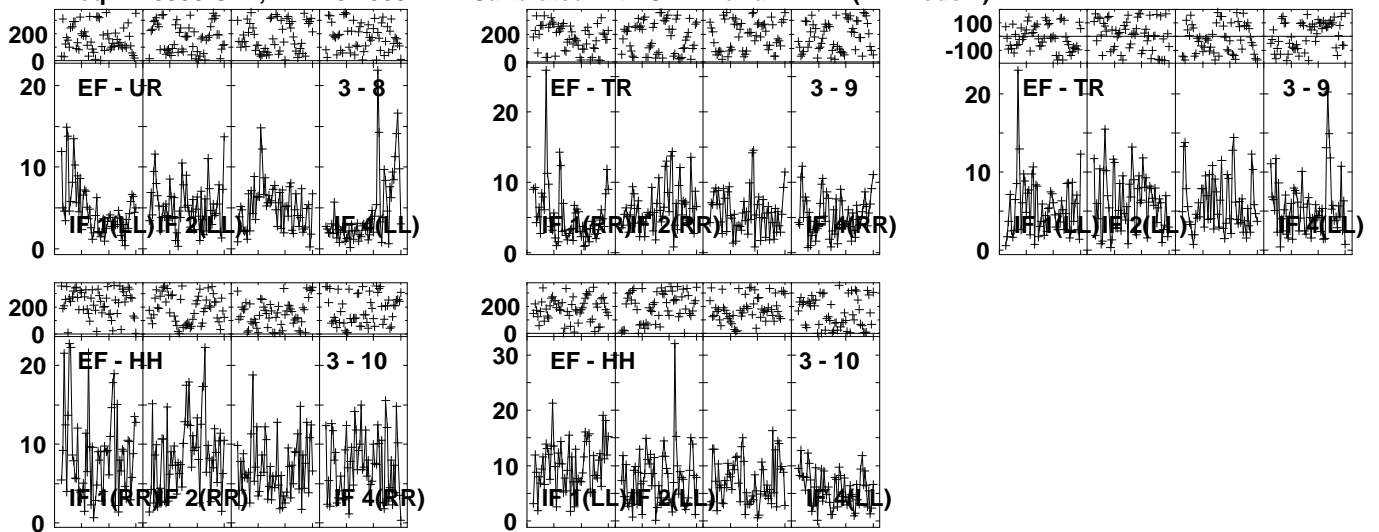 200
0
20
10
0
EF - UR
3 - 8
IF 2(LL)
IF 4(LL)
200
0
20
10
0
EF - TR
3 - 9
IF 1(RR)
IF 2(RR)
IF 4(RR)
100
-100
20
10
0
EF - TR
3 - 9
IF 1(LL)
IF 2(LL)
IF 4(LL)
200
0
20
10
0
EF - HH
3 - 10
IF 1(RR)
IF 2(RR)
IF 4(RR)
200
0
30
20
10
0
EF - HH
3 - 10
IF 1(LL)
IF 2(LL)
IF 4(LL)